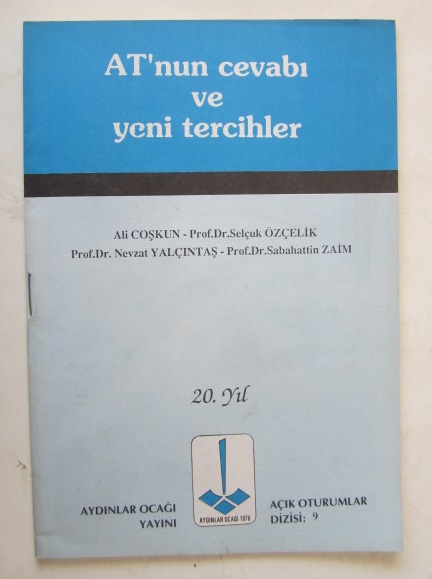 AT'nun cevabı
ve
yeni tercihler
Ali COŞKUN - Prof.Dr.Selçuk ÖZÇELİK
Prof.Dr. Nevzat YALÇINTAŞ - Prof.Dr.Sabahattin ZAİM
20. Yıl
AYDINLAR OCAĞI
YAYINI
AYDINLAR OCAĞI 1970
AÇIK OTURUMLAR
DİZİSİ: 9